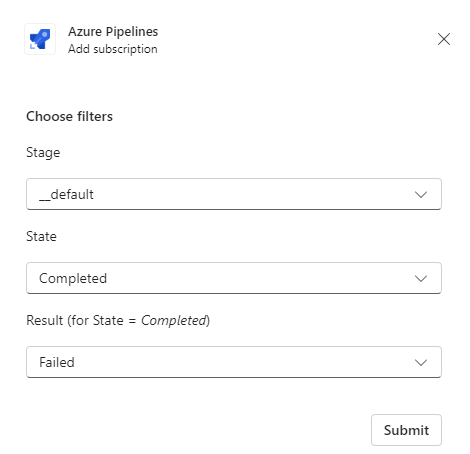 Azure Pipelines
Add subscription
Choose filters
Stage
__default
State
Completed
Result (for State = Completed)
Failed
Submit